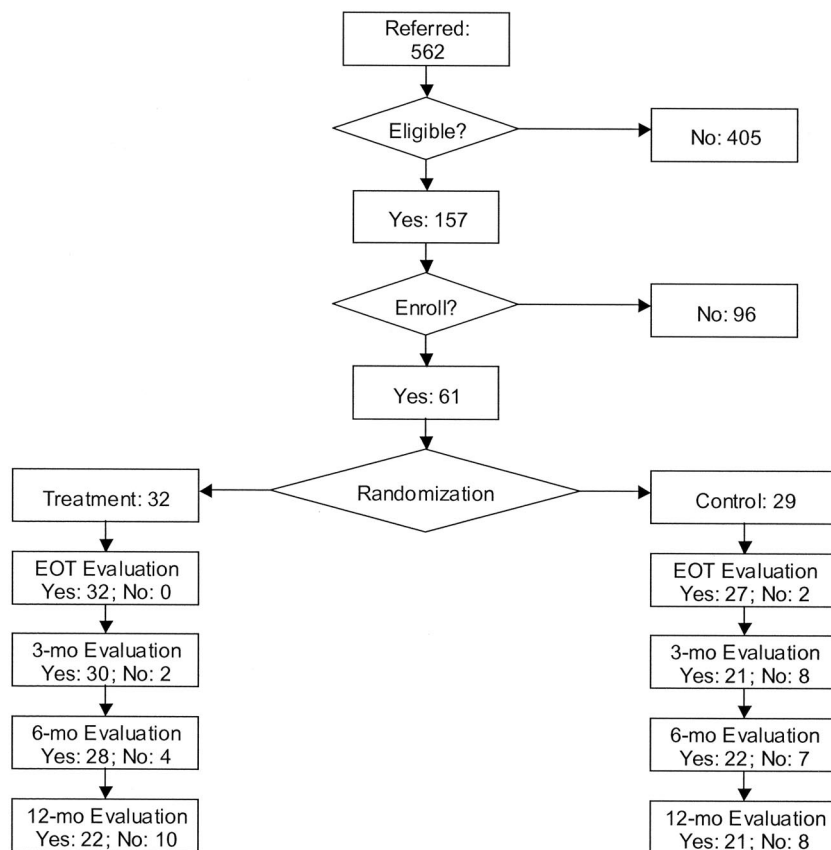 Referred:
562
Eligible?
No: 405
Yes: 157
Enroll?
No: 96
Yes: 61
Randomization
Treatment: 32
Control: 29
EOT Evaluation
Yes: 32; No: 0
EOT Evaluation
Yes: 27; No: 2
3-mo Evaluation
Yes: 30; No: 2
3-mo Evaluation
Yes: 21; No: 8
6-mo Evaluation
Yes: 28; No: 4
6-mo Evaluation
Yes: 22; No: 7
12-mo Evaluation
Yes: 22; No: 10
12-mo Evaluation
Yes: 21; No: 8